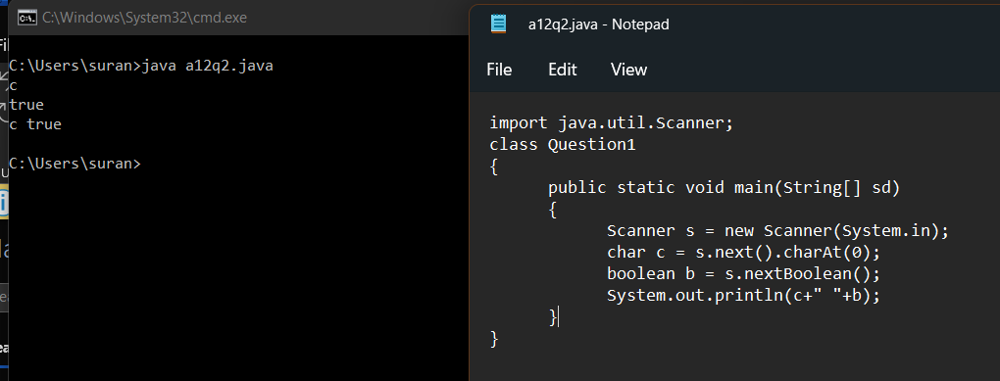 C:\Windows\System32\cmd.exe
C:\Users\suran>java a12q2.java
c
true
c true
C:\Users\suran>
a12q2.java - Notepad
File
Edit
View
import java.util.Scanner;
class Question1
{
public static void main(String[] sd)
{
Scanner s = new Scanner(System.in);
char c = s.next().charAt(0);
boolean b = s.nextBoolean();
System.out.println(c+" "+b);
}
}